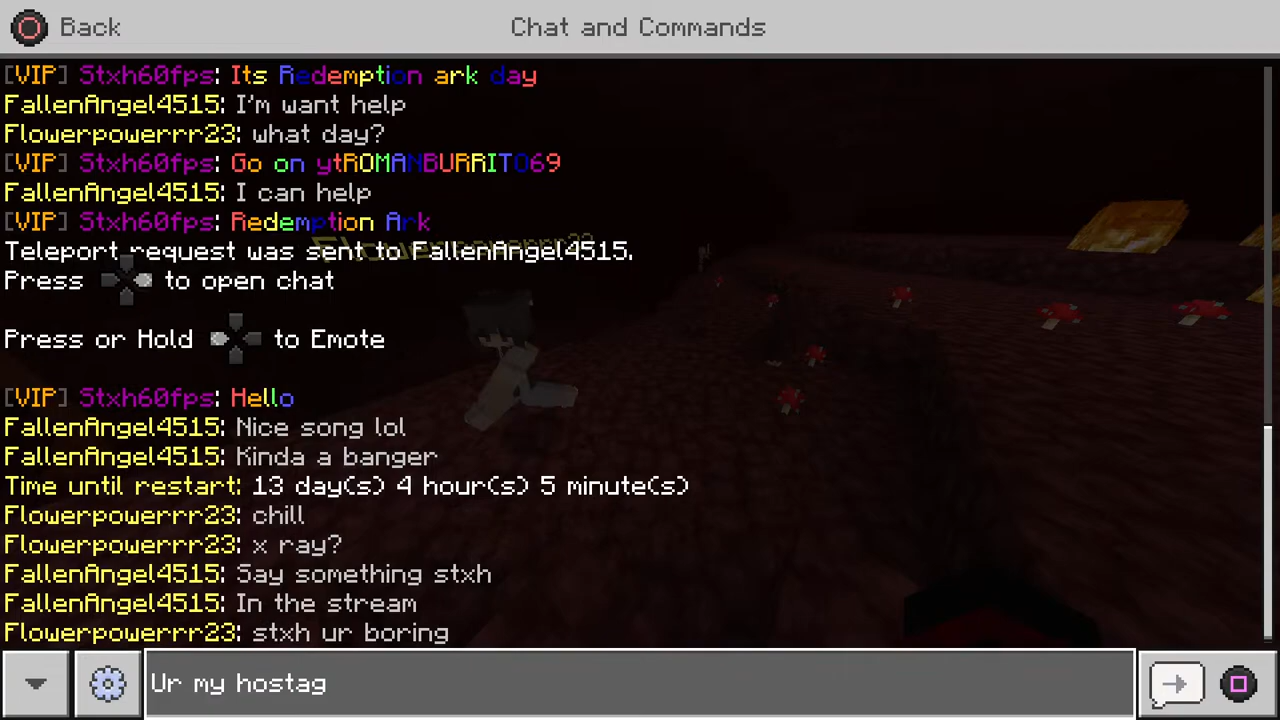 Back
Chat and Commands
[VIP] Stxh60fps: Its Redemption ark day
FallenAngel4515: I'm want help
Flowerpowerrr23: what day?
[VIP] Stxh60fps: Go on ytROMANBURRITO69
FallenAngel4515: I can help
[VIP] Stxh60fps: Redemption Ark
Flowerpowerrr23
Teleport request was sent to FallenAngel4515.
Press to open chat
Press or Hold to Emote
[VIP] Stxh60fps: Hello
FallenAngel4515: Nice song lol
FallenAngel4515: Kinda a banger
Time until restart: 13 day(s) 4 hour(s) 5 minute(s)
Flowerpowerrr23: chill
Flowerpowerrr23: x ray?
FallenAngel4515: Say something stxh
FallenAngel4515: In the stream
Flowerpowerrr23: stxh ur boring
Ur my hostag